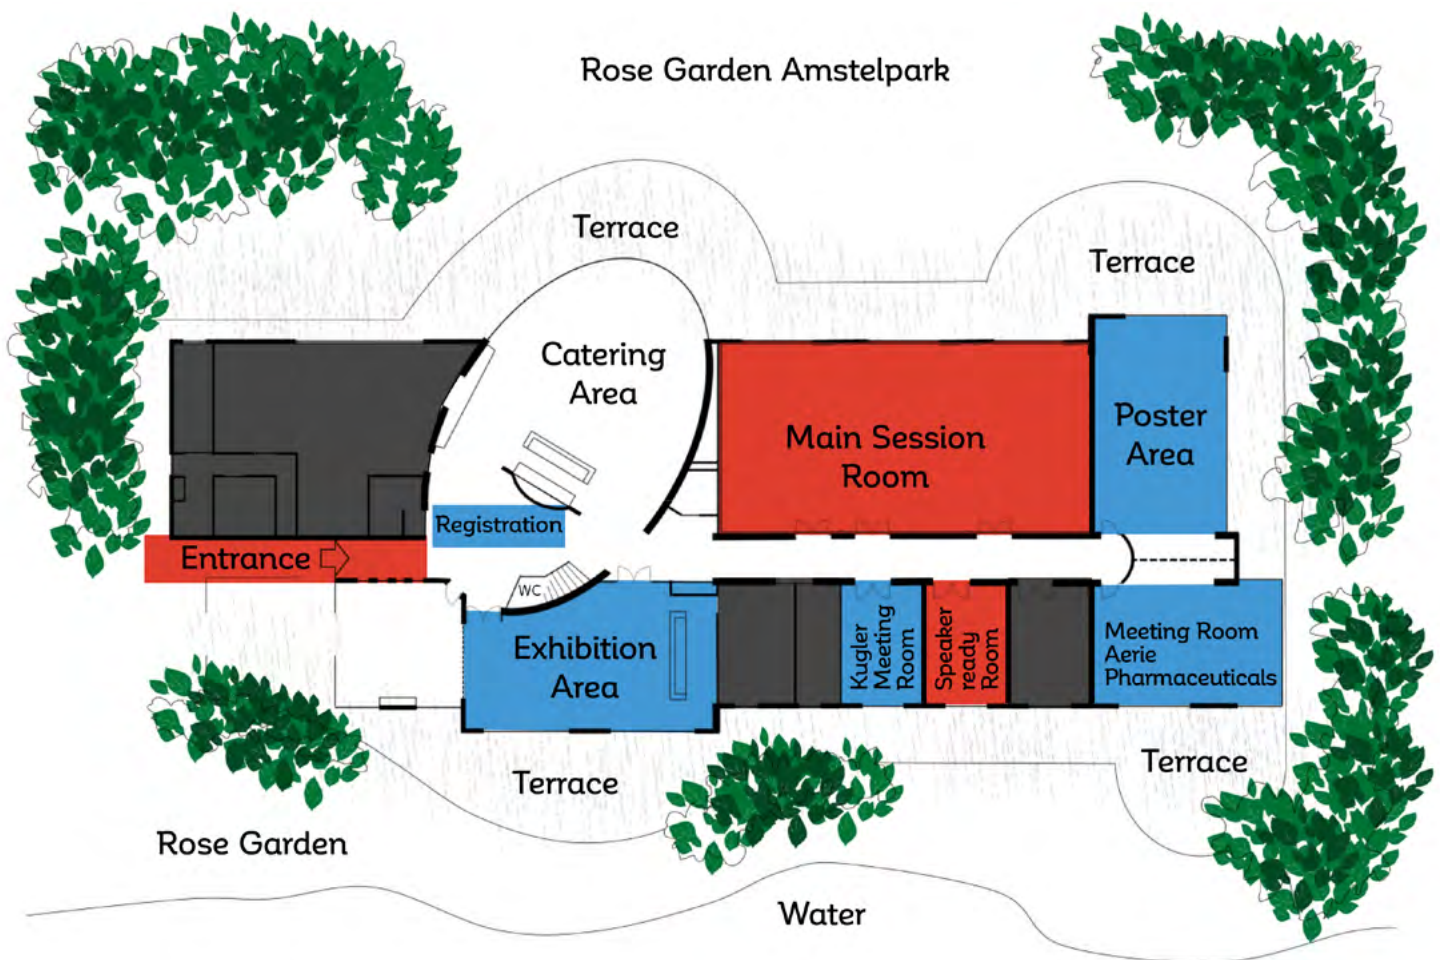 Rose Garden Amstelpark
Terrace
Terrace
Catering
Area
Main Session
Room
Poster
Area
Registration
Entrance
WC
Exhibition
Area
Kugler
Meeting
Room
Speaker
ready
Room
Meeting Room
Aerie
Pharmaceuticals
Terrace
Terrace
Rose Garden
Water